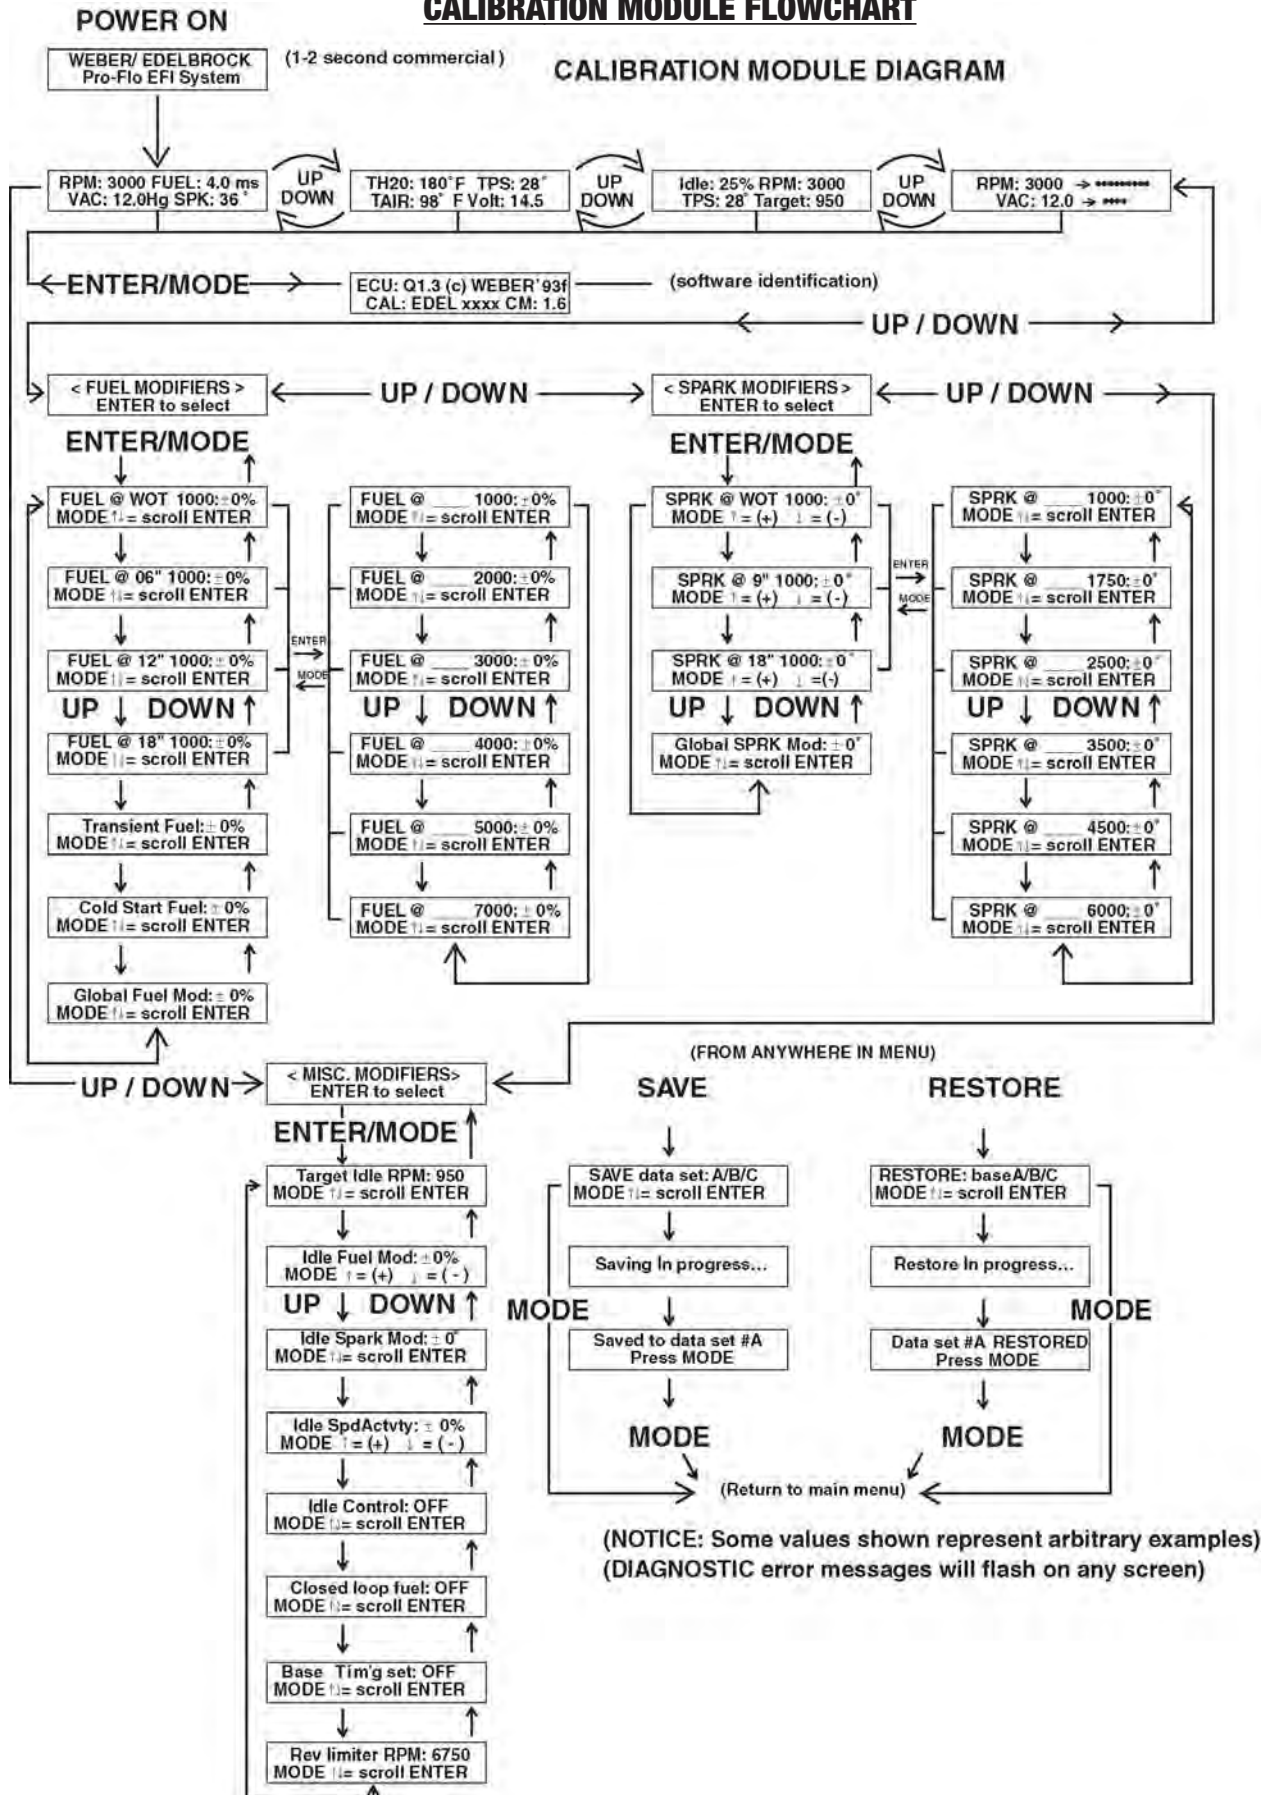 CALIBRATION MODULE FLOWCHART
POWER ON
WEBER/ EDELBROCK
Pro-Flo EFI System
(1-2 second commercial)
CALIBRATION MODULE DIAGRAM
RPM: 3000 FUEL: 4.0 ms
VAC: 12.0Hg SPK: 36°
UP
DOWN
TH20: 180°F TPS: 28°
TAIR: 98° F Volt: 14.5
UP
DOWN
Idle: 25% RPM: 3000
TPS: 28° Target: 950
UP
DOWN
RPM: 3000 → •••••••••
VAC: 12.0 → ••••
ENTER/MODE
ECU: Q1.3 (c) WEBER'93f
CAL: EDEL xxxx CM: 1.6
(software identification)
UP / DOWN
< FUEL MODIFIERS >
ENTER to select
UP / DOWN
< SPARK MODIFIERS >
ENTER to select
UP / DOWN
ENTER/MODE
FUEL @ WOT 1000:±0%
MODE ↑↓= scroll ENTER
FUEL @ 06" 1000:±0%
MODE ↑↓= scroll ENTER
FUEL @ 12" 1000:±0%
MODE ↑↓= scroll ENTER
UP DOWN
FUEL @ 18" 1000:±0%
MODE ↑↓= scroll ENTER
Transient Fuel:±0%
MODE ↑↓= scroll ENTER
Cold Start Fuel:±0%
MODE ↑↓= scroll ENTER
Global Fuel Mod:±0%
MODE ↑↓= scroll ENTER
ENTER
MODE
FUEL @ ___ 1000:±0%
MODE ↑↓= scroll ENTER
FUEL @ ___ 2000:±0%
MODE ↑↓= scroll ENTER
FUEL @ ___ 3000:±0%
MODE ↑↓= scroll ENTER
UP DOWN
FUEL @ ___ 4000:±0%
MODE ↑↓= scroll ENTER
FUEL @ ___ 5000:±0%
MODE ↑↓= scroll ENTER
FUEL @ ___ 7000:±0%
MODE ↑↓= scroll ENTER
ENTER/MODE
SPRK @ WOT 1000:±0°
MODE ↑ = (+) ↓ = (-)
SPRK @ 9" 1000:±0°
MODE ↑ = (+) ↓ = (-)
SPRK @ 18" 1000:±0°
MODE ↑ = (+) ↓ =(-)
UP DOWN
Global SPRK Mod:±0°
MODE ↑↓= scroll ENTER
ENTER
MODE
SPRK @ ___ 1000:±0°
MODE ↑↓= scroll ENTER
SPRK @ ___ 1750:±0°
MODE ↑↓= scroll ENTER
SPRK @ ___ 2500:±0°
MODE ↑↓= scroll ENTER
UP DOWN
SPRK @ ___ 3500:±0°
MODE ↑↓= scroll ENTER
SPRK @ ___ 4500:±0°
MODE ↑↓= scroll ENTER
SPRK @ ___ 6000:±0°
MODE ↑↓= scroll ENTER
UP / DOWN
< MISC. MODIFIERS>
ENTER to select
ENTER/MODE
Target Idle RPM: 950
MODE ↑↓= scroll ENTER
Idle Fuel Mod:±0%
MODE ↑ = (+) ↓ = ( - )
UP DOWN
Idle Spark Mod:± 0°
MODE ↑↓= scroll ENTER
Idle SpdActvty: ± 0%
MODE ↑ = (+) ↓ = ( - )
Idle Control: OFF
MODE ↑↓= scroll ENTER
Closed loop fuel: OFF
MODE ↑↓= scroll ENTER
Base Tim'g set: OFF
MODE ↑↓= scroll ENTER
Rev limiter RPM: 6750
MODE ↑↓= scroll ENTER
(FROM ANYWHERE IN MENU)
SAVE
SAVE data set: A/B/C
MODE ↑↓= scroll ENTER
Saving In progress...
MODE
Saved to data set #A
Press MODE
MODE
RESTORE
RESTORE: baseA/B/C
MODE ↑↓= scroll ENTER
Restore In progress...
MODE
Data set #A RESTORED
Press MODE
MODE
(Return to main menu)
(NOTICE: Some values shown represent arbitrary examples)
(DIAGNOSTIC error messages will flash on any screen)